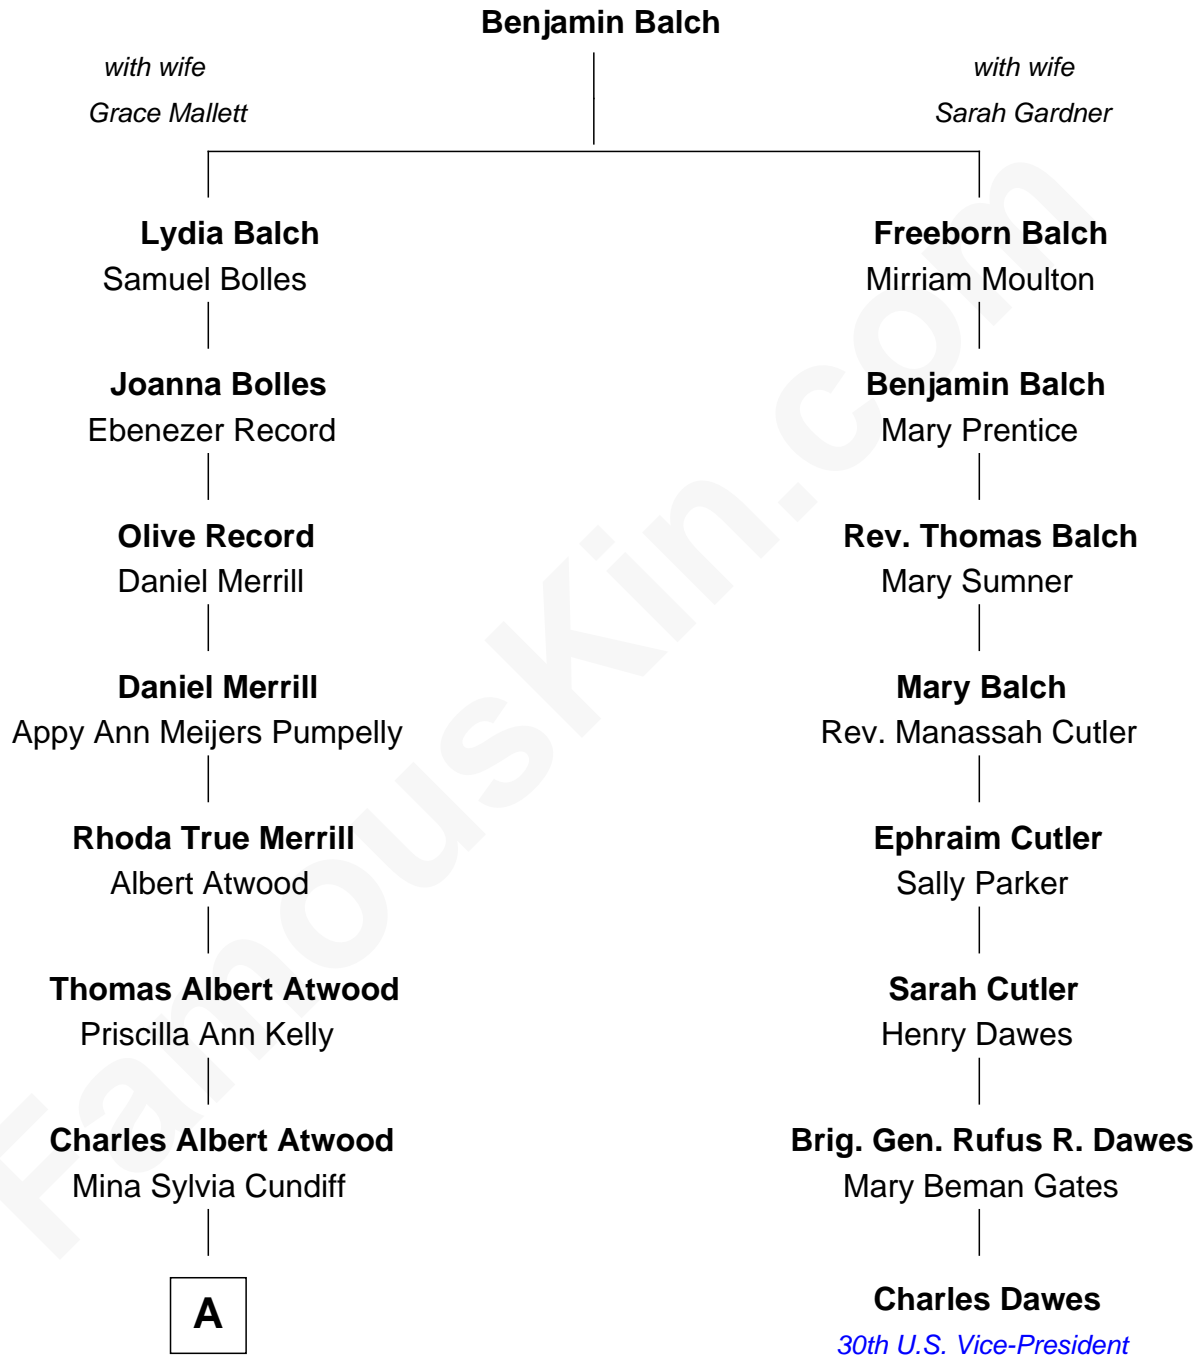 Benjamin Balch
with wife
Grace Mallett
with wife
Sarah Gardner
Lydia Balch
Samuel Bolles
Freeborn Balch
Mirriam Moulton
Joanna Bolles
Ebenezer Record
Benjamin Balch
Mary Prentice
Olive Record
Daniel Merrill
Rev. Thomas Balch
Mary Sumner
Daniel Merrill
Appy Ann Meijers Pumpelly
Mary Balch
Rev. Manassah Cutler
Rhoda True Merrill
Albert Atwood
Ephraim Cutler
Sally Parker
Thomas Albert Atwood
Priscilla Ann Kelly
Sarah Cutler
Henry Dawes
Charles Albert Atwood
Mina Sylvia Cundiff
Brig. Gen. Rufus R. Dawes
Mary Beman Gates
A
Charles Dawes
30th U.S. Vice-President
FamousKin.com